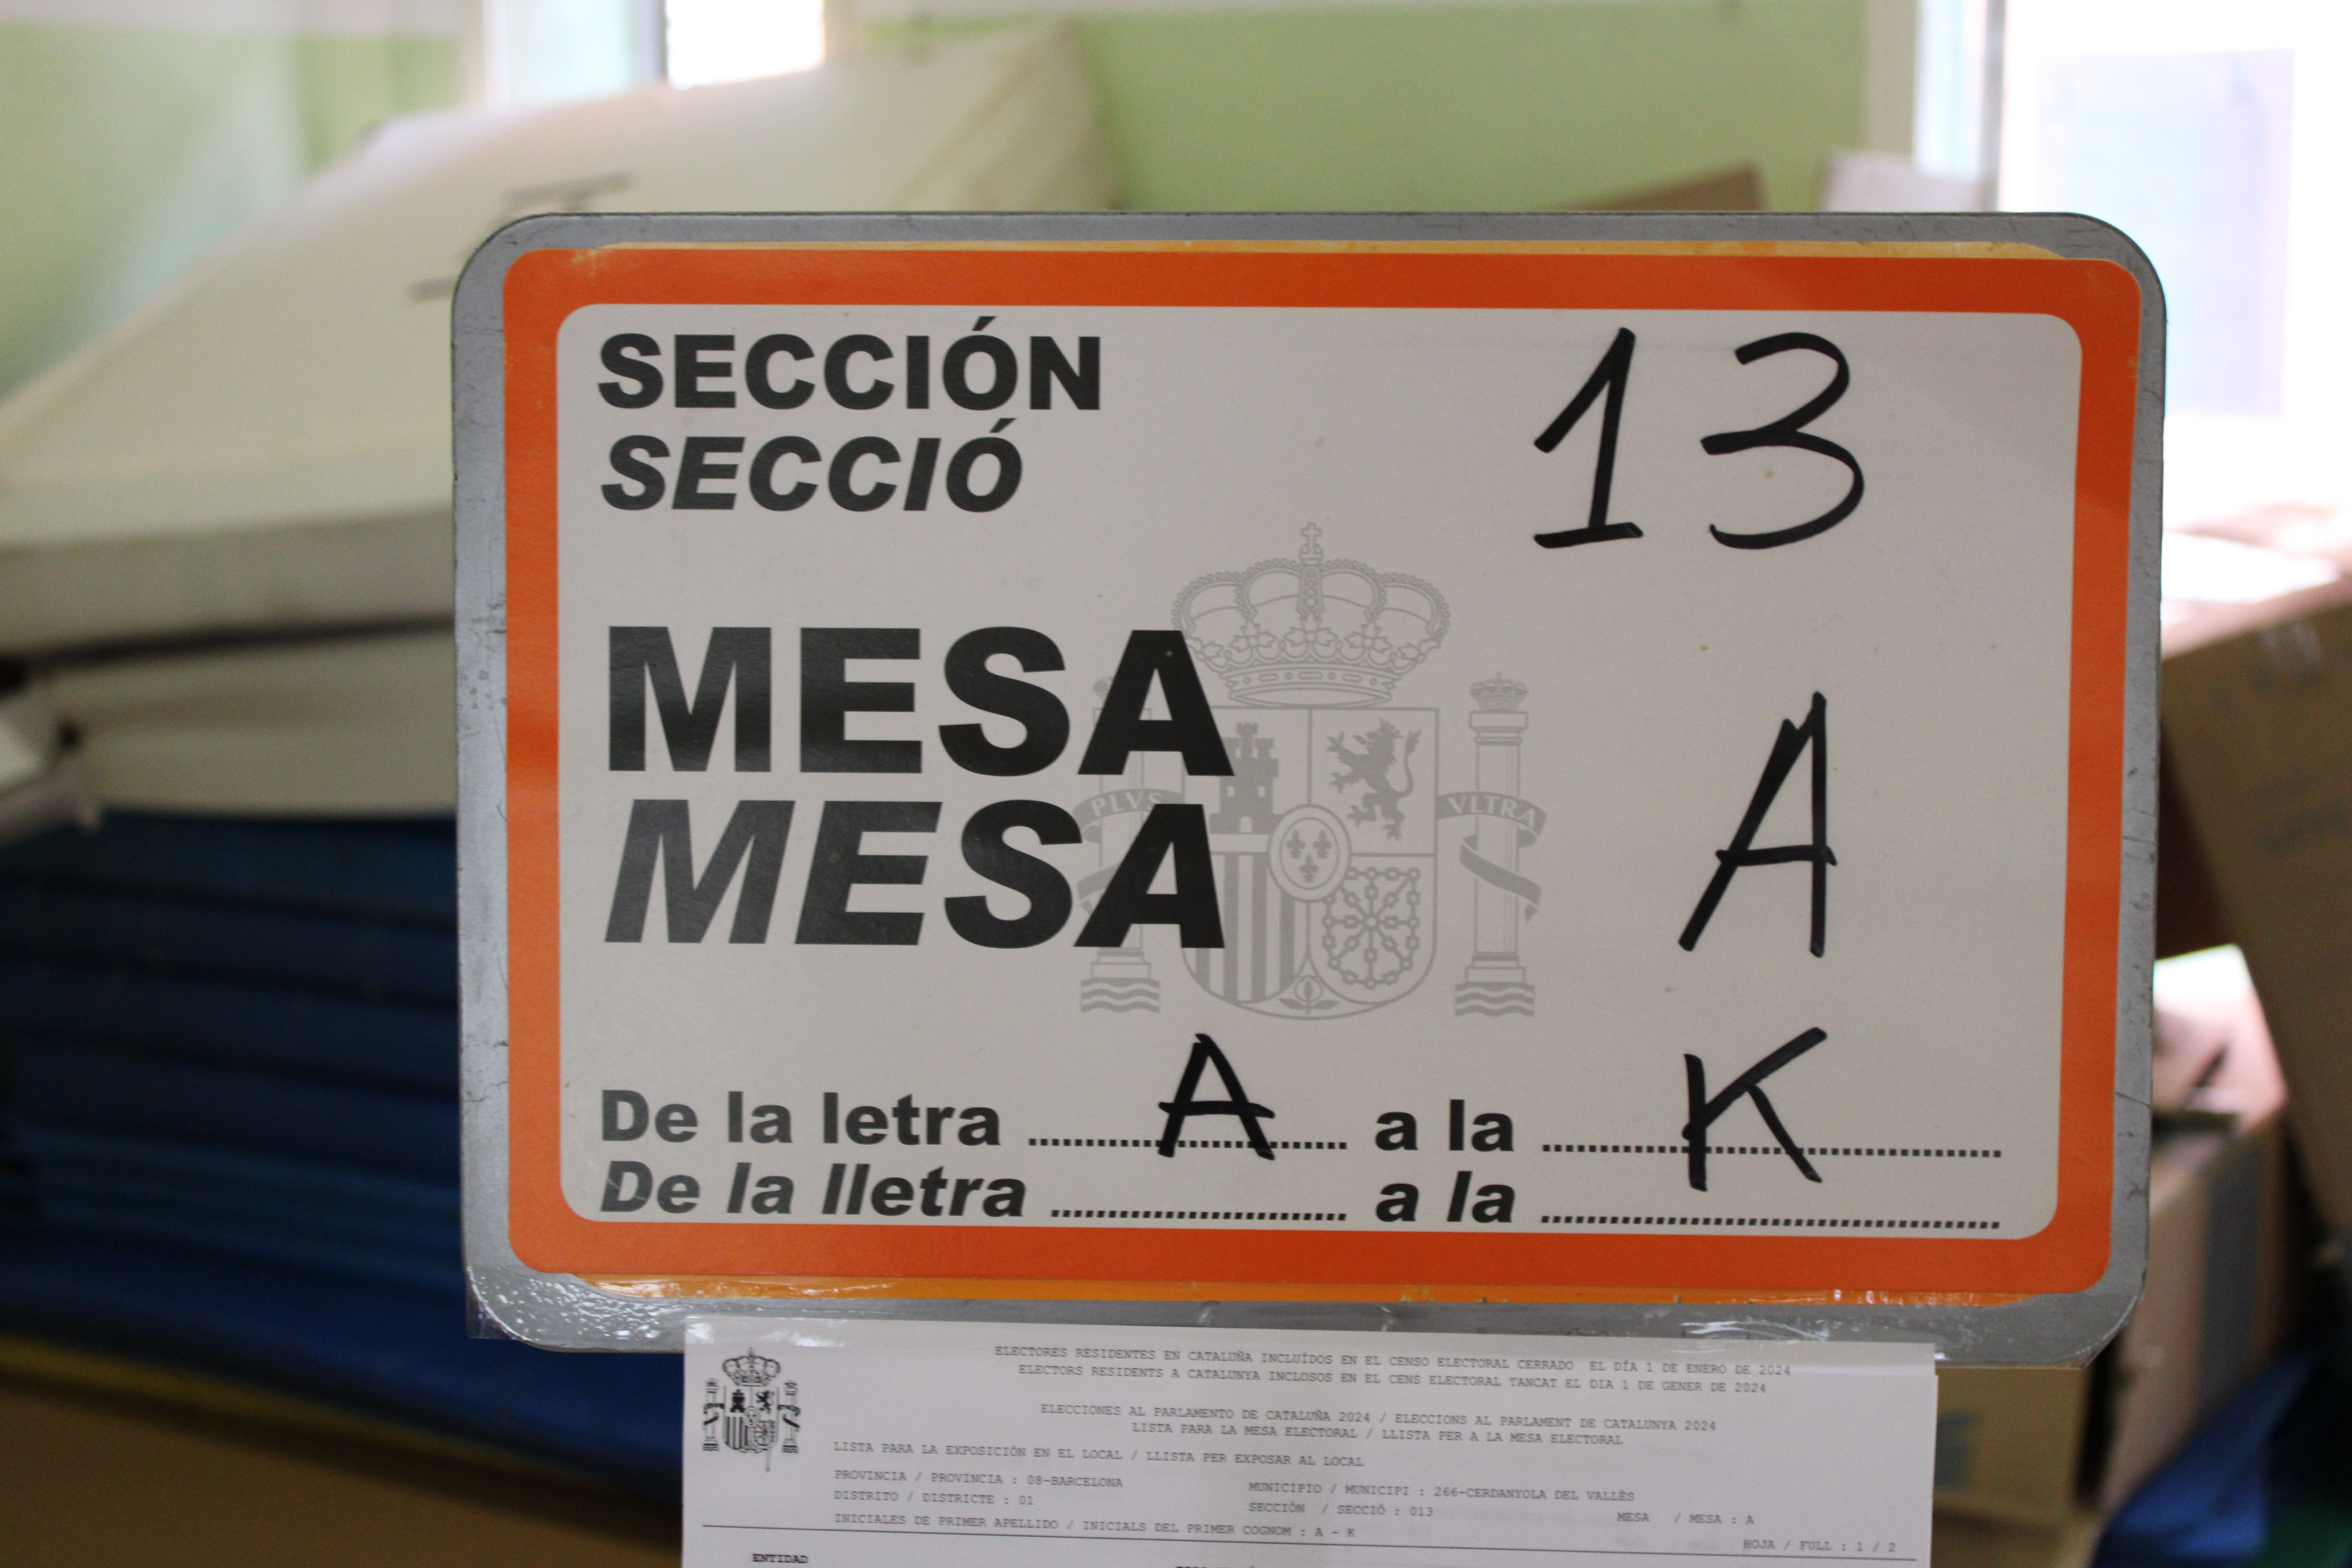 SECCIÓN 13
SECCIÓ
MESA A
MESA
PLVS VLTRA
De la letra A a la K
De la lletra a la
ELECTORES RESIDENTES EN CATALUÑA INCLUÍDOS EN EL CENSO ELECTORAL CERRADO EL DÍA 1 DE ENERO DE 2024
ELECTORS RESIDENTS A CATALUNYA INCLOSOS EN EL CENS ELECTORAL TANCAT EL DIA 1 DE GENER DE 2024
ELECCIONES AL PARLAMENTO DE CATALUÑA 2024 / ELECCIONS AL PARLAMENT DE CATALUNYA 2024
LISTA PARA LA MESA ELECTORAL / LLISTA PER A LA MESA ELECTORAL
LISTA PARA LA EXPOSICIÓN EN EL LOCAL / LLISTA PER EXPOSAR AL LOCAL
PROVINCIA / PROVINCIA : 08-BARCELONA MUNICIPIO / MUNICIPI : 266-CERDANYOLA DEL VALLÈS
DISTRITO / DISTRICTE : 01 SECCIÓN / SECCIÓ : 013 MESA / MESA : A
INICIALES DE PRIMER APELLIDO / INICIALS DEL PRIMER COGNOM : A - K HOJA / FULL : 1 / 2
ENTIDAD